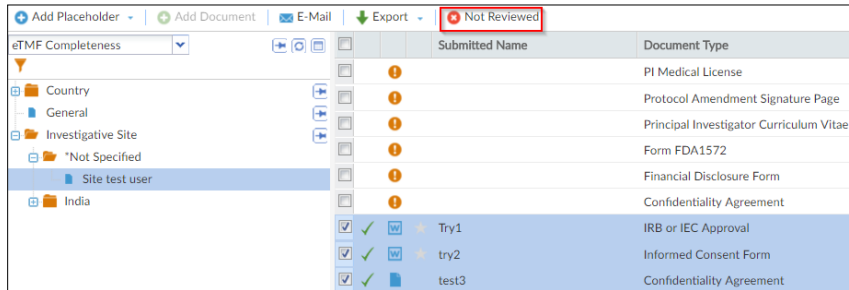 Add Placeholder Add Document E-Mail Export Not Reviewed
eTMF Completeness
Country
General
Investigative Site
*Not Specified
Site test user
India
Submitted Name Document Type
PI Medical License
Protocol Amendment Signature Page
Principal Investigator Curriculum Vitae
Form FDA1572
Financial Disclosure Form
Confidentiality Agreement
Try1 IRB or IEC Approval
try2 Informed Consent Form
test3 Confidentiality Agreement